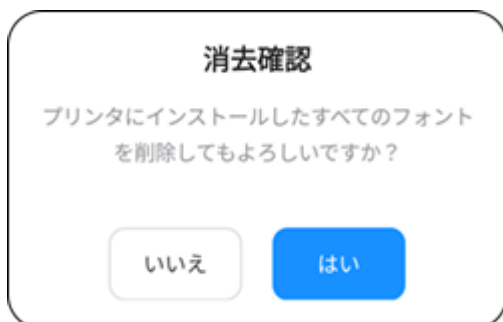 消去確認
プリンタにインストールしたすべてのフォント
を削除してもよろしいですか？
いいえ
はい